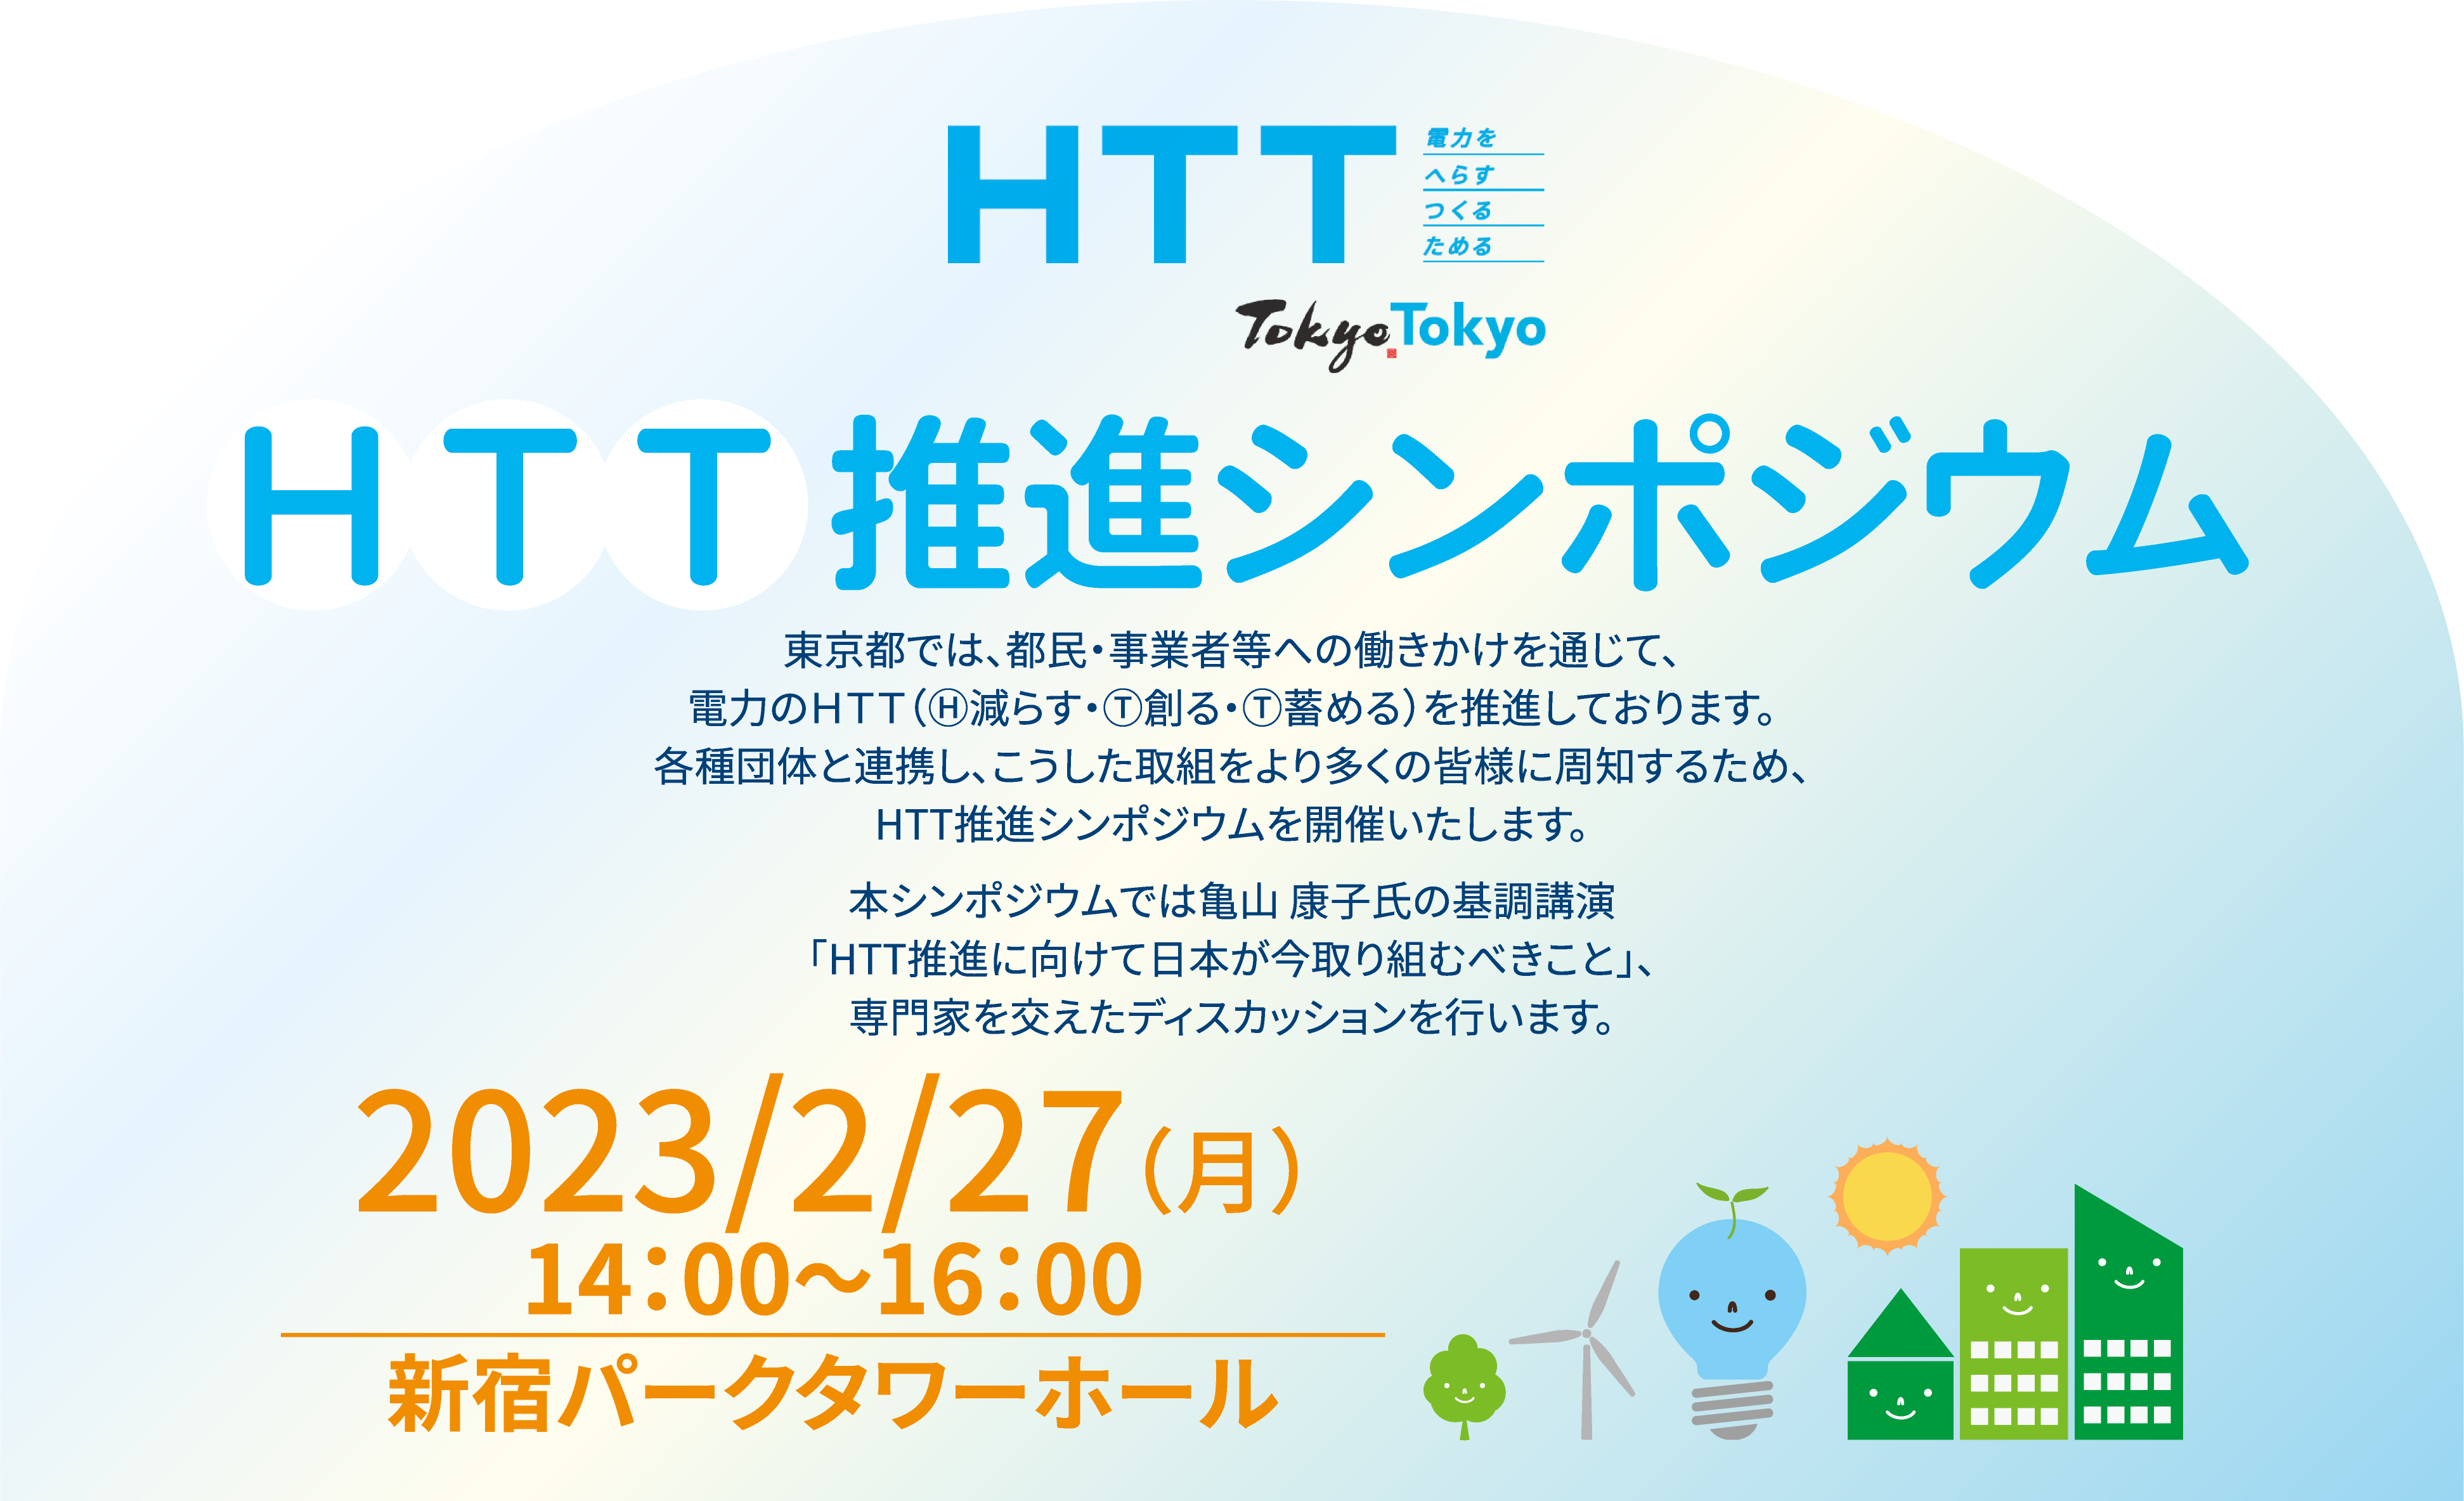 HTT
電力を
へらす
つくる
ためる
Tokyo Tokyo
HTT推進シンポジウム
東京都では、都民・事業者等への働きかけを通じて、
電力のＨＴＴ（Ⓗ減らす・Ⓣ創る・Ⓣ蓄める）を推進しております。
各種団体と連携し、こうした取組をより多くの皆様に周知するため、
HTT推進シンポジウムを開催いたします。
本シンポジウムでは亀山 康子氏の基調講演
「HTT推進に向けて日本が今取り組むべきこと」、
専門家を交えたディスカッションを行います。
2023/2/27（月）
14：00～16：00
新宿パークタワーホール